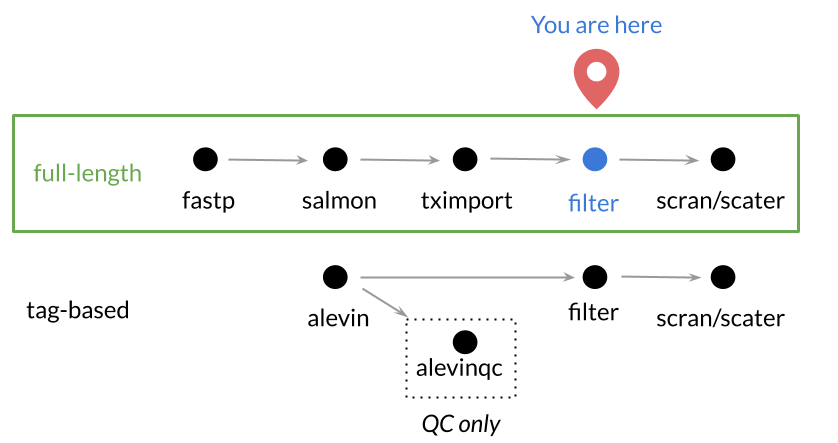 You are here
full-length
fastp
salmon
tximport
filter
scran/scater
tag-based
alevin
filter
scran/scater
alevinqc
QC only